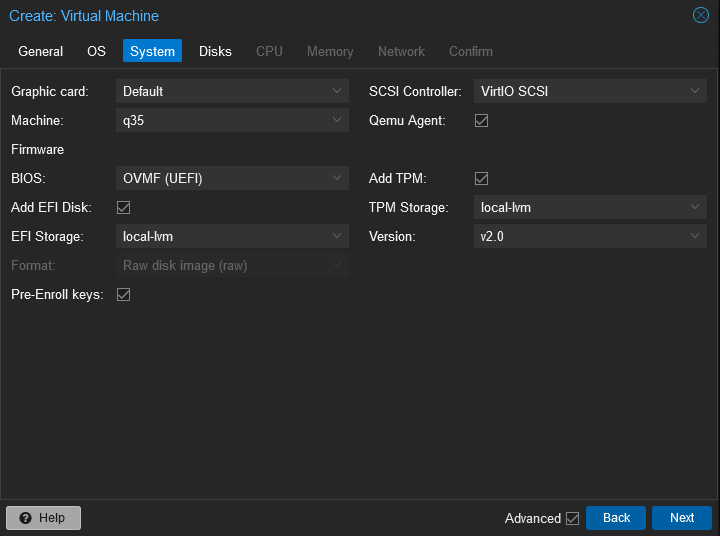 Create: Virtual Machine
General OS System Disks CPU Memory Network Confirm
Graphic card: Default SCSI Controller: VirtIO SCSI
Machine: q35 Qemu Agent:
Firmware
BIOS: OVMF (UEFI) Add TPM:
Add EFI Disk: TPM Storage: local-lvm
EFI Storage: local-lvm Version: v2.0
Format: Raw disk image (raw)
Pre-Enroll keys:
Help Advanced Back Next